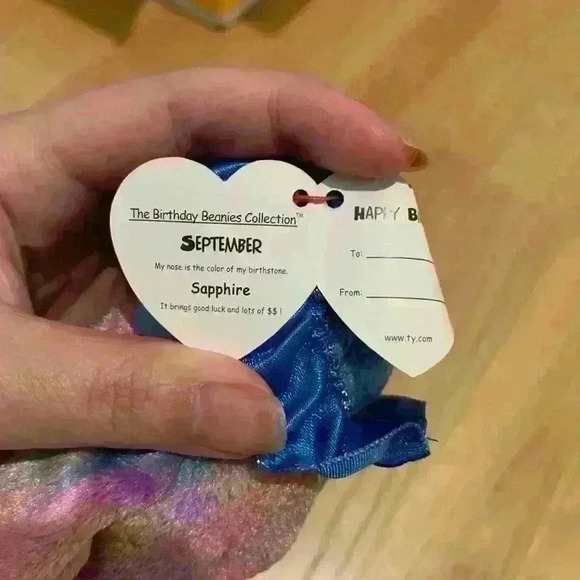 The Birthday Beanies Collection™
SEPTEMBER
My nose is the color of my birthstone.
Sapphire
It brings good luck and lots of $$ !
HAPPY B
To:
From:
www.ty.com